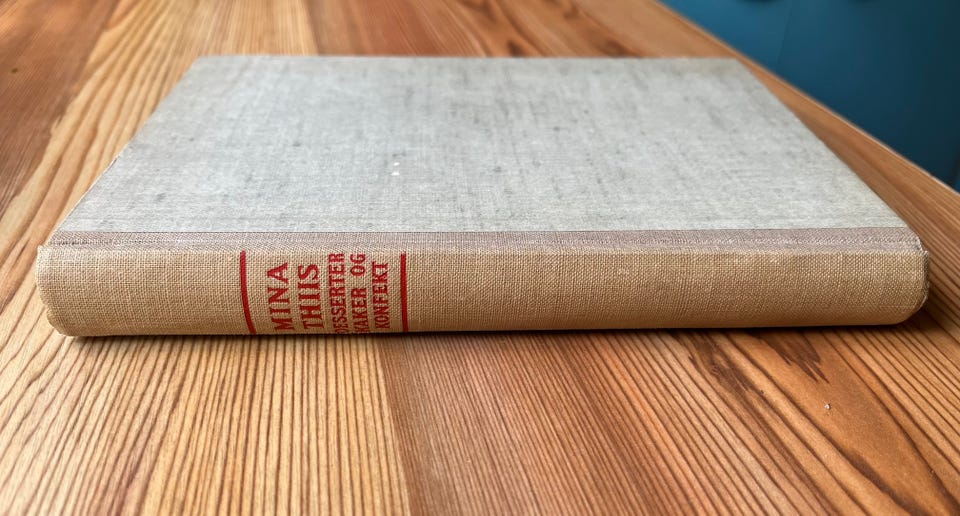 MINA
THIIS
DESSERTER
KAKER OG
KONFEKT